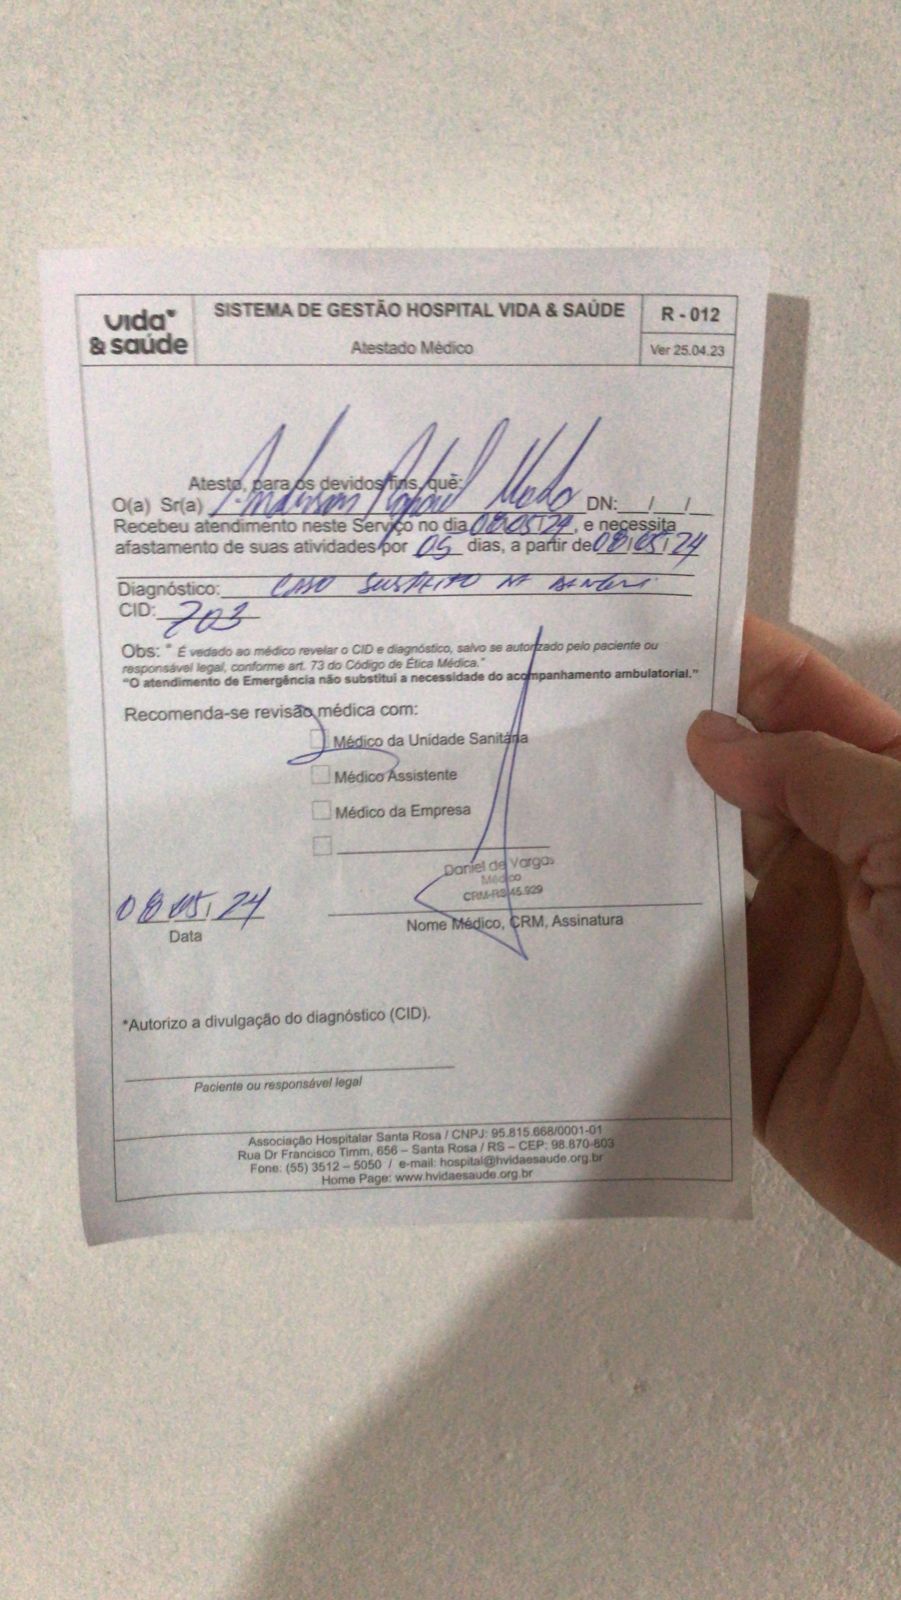 vida
& saúde
SISTEMA DE GESTÃO HOSPITAL VIDA & SAÚDE
Atestado Médico
R - 012
Ver 25.04.23
Atesto, para os devidos fins, que:
O(a) Sr(a) Anderson Rafael DN: __/__/__
Recebeu atendimento neste Serviço no dia 08/05/24, e necessita
afastamento de suas atividades por 05 dias, a partir de 08/05/24
Diagnóstico: CASO SUSPEITO DE DENGUE
CID: Z03
Obs: " É vedado ao médico revelar o CID e diagnóstico, salvo se autorizado pelo paciente ou
responsável legal, conforme art. 73 do Código de Ética Médica."
"O atendimento de Emergência não substitui a necessidade do acompanhamento ambulatorial."
Recomenda-se revisão médica com:
Médico da Unidade Sanitária
Médico Assistente
Médico da Empresa
Daniel de Vargas
Médico
CRM-RS 45.929
08/05/24
Data
Nome Médico, CRM, Assinatura
*Autorizo a divulgação do diagnóstico (CID).
Paciente ou responsável legal
Associação Hospitalar Santa Rosa / CNPJ: 95.815.668/0001-01
Rua Dr Francisco Timm, 656 – Santa Rosa / RS – CEP: 98.870-803
Fone: (55) 3512 – 5050 / e-mail: hospital@hvidaesaude.org.br
Home Page: www.hvidaesaude.org.br